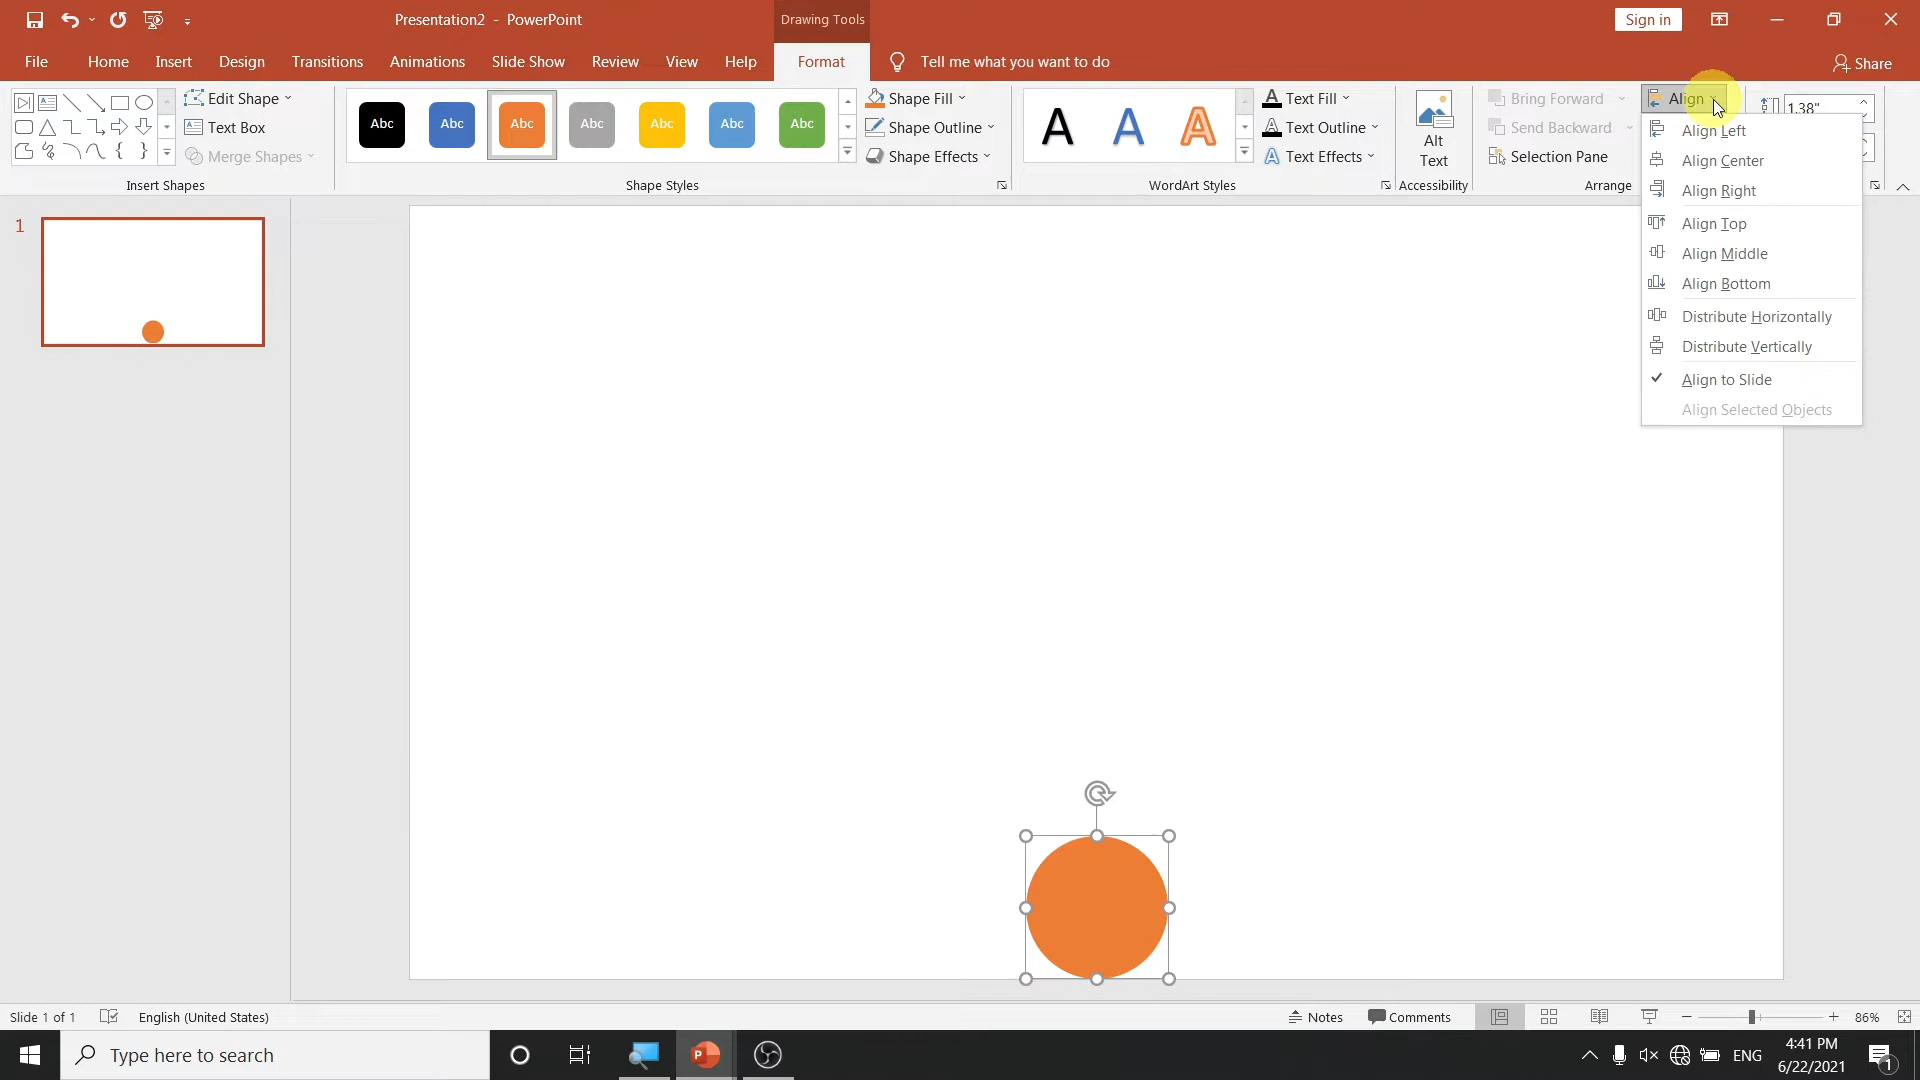 Presentation2 - PowerPoint
Drawing Tools
Sign in
File
Home
Insert
Design
Transitions
Animations
Slide Show
Review
View
Help
Format
Tell me what you want to do
Share
Edit Shape
Text Box
Merge Shapes
Insert Shapes
Abc
Abc
Abc
Abc
Abc
Abc
Abc
Shape Fill
Shape Outline
Shape Effects
Shape Styles
A
A
A
Text Fill
Text Outline
Text Effects
WordArt Styles
Alt
Text
Accessibility
Bring Forward
Send Backward
Selection Pane
Arrange
Align
1.38"
Align Left
Align Center
Align Right
Align Top
Align Middle
Align Bottom
Distribute Horizontally
Distribute Vertically
Align to Slide
Align Selected Objects
1
Slide 1 of 1
English (United States)
Notes
Comments
86%
Type here to search
ENG
4:41 PM
6/22/2021
1